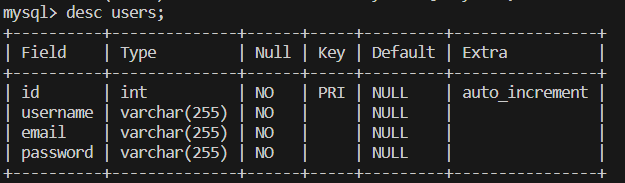 mysql> desc users;
+----------+--------------+------+-----+---------+----------------+
| Field    | Type         | Null | Key | Default | Extra          |
+----------+--------------+------+-----+---------+----------------+
| id       | int          | NO   | PRI | NULL    | auto_increment |
| username | varchar(255) | NO   |     | NULL    |                |
| email    | varchar(255) | NO   |     | NULL    |                |
| password | varchar(255) | NO   |     | NULL    |                |
+----------+--------------+------+-----+---------+----------------+